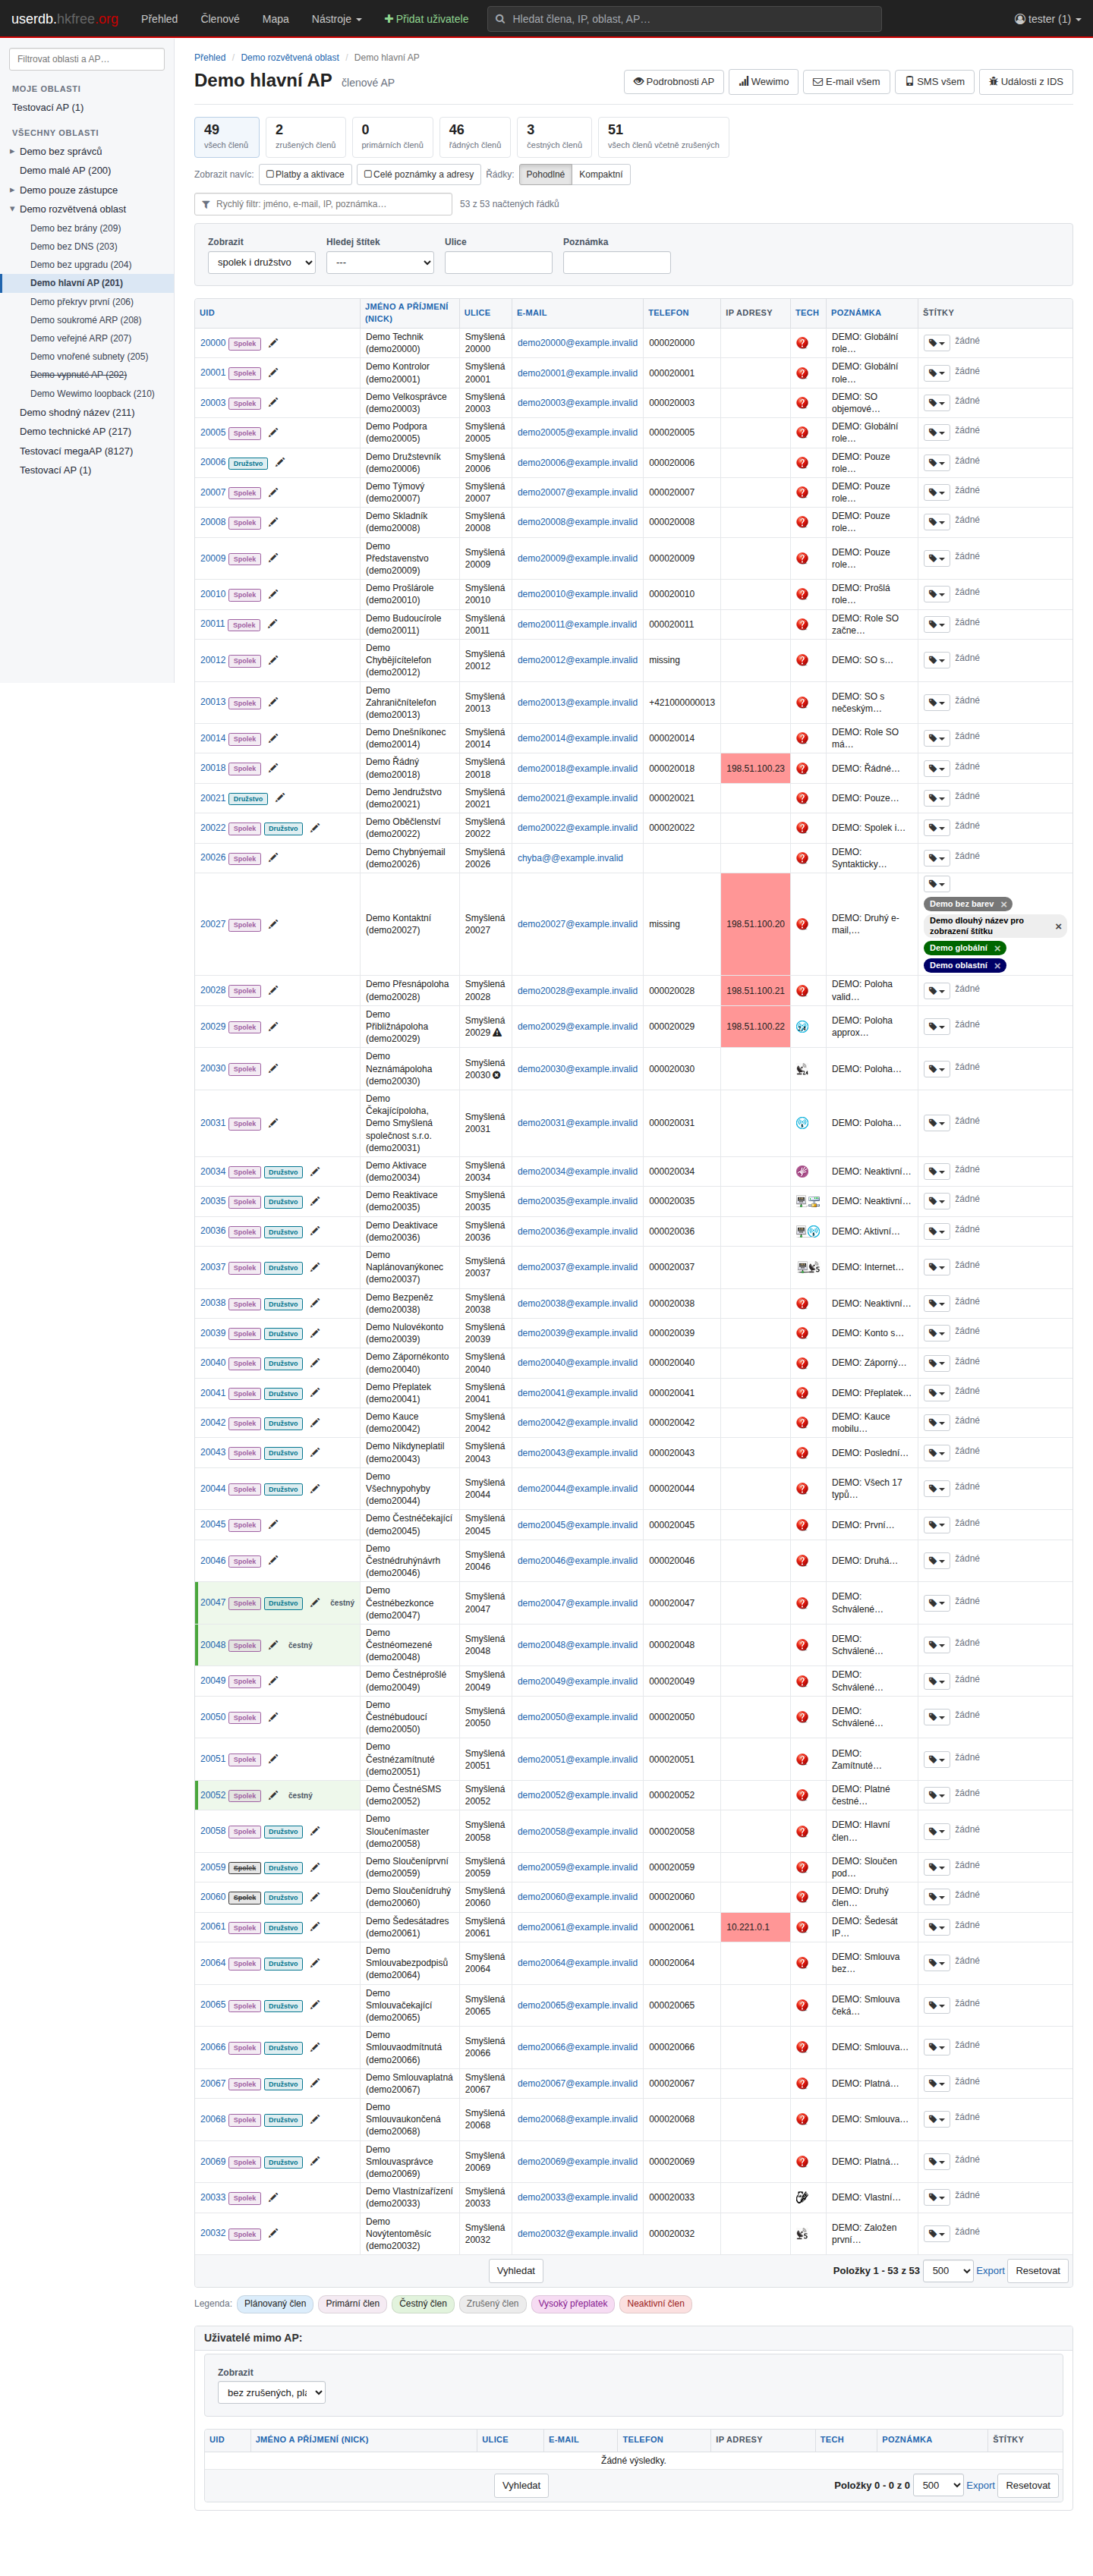 userdb.hkfree.org Přehled Členové Mapa Nástroje Přidat uživatele Hledat člena, IP, oblast, AP… tester (1)
Filtrovat oblasti a AP…
MOJE OBLASTI
Testovací AP (1)
VŠECHNY OBLASTI
Demo bez správců
Demo malé AP (200)
Demo pouze zástupce
Demo rozvětvená oblast
Demo bez brány (209)
Demo bez DNS (203)
Demo bez upgradu (204)
Demo hlavní AP (201)
Demo překryv první (206)
Demo soukromé ARP (208)
Demo veřejné ARP (207)
Demo vnořené subnety (205)
Demo vypnuté AP (202)
Demo Wewimo loopback (210)
Demo shodný název (211)
Demo technické AP (217)
Testovací megaAP (8127)
Testovací AP (1)
Přehled / Demo rozvětvená oblast / Demo hlavní AP
Demo hlavní AP členové AP
Podrobnosti AP Wewimo E-mail všem SMS všem Události z IDS
49 2 0 46 3 51
všech členů zrušených členů primárních členů řádných členů čestných členů všech členů včetně zrušených
Zobrazit navíc: Platby a aktivace Celé poznámky a adresy Řádky: Pohodlné Kompaktní
Rychlý filtr: jméno, e-mail, IP, poznámka… 53 z 53 načtených řádků
Zobrazit Hledej štítek Ulice Poznámka
spolek i družstvo ---
UID JMÉNO A PŘÍJMENÍ (NICK) ULICE E-MAIL TELEFON IP ADRESY TECH POZNÁMKA ŠTÍTKY
20000 Spolek Demo Technik (demo20000) Smyšlená 20000 demo20000@example.invalid 000020000 DEMO: Globální role… žádné
20001 Spolek Demo Kontrolor (demo20001) Smyšlená 20001 demo20001@example.invalid 000020001 DEMO: Globální role… žádné
20003 Spolek Demo Velkosprávce (demo20003) Smyšlená 20003 demo20003@example.invalid 000020003 DEMO: SO objemové… žádné
20005 Spolek Demo Podpora (demo20005) Smyšlená 20005 demo20005@example.invalid 000020005 DEMO: Globální role… žádné
20006 Družstvo Demo Družstevník (demo20006) Smyšlená 20006 demo20006@example.invalid 000020006 DEMO: Pouze role… žádné
20007 Spolek Demo Týmový (demo20007) Smyšlená 20007 demo20007@example.invalid 000020007 DEMO: Pouze role… žádné
20008 Spolek Demo Skladník (demo20008) Smyšlená 20008 demo20008@example.invalid 000020008 DEMO: Pouze role… žádné
20009 Spolek Demo Představenstvo (demo20009) Smyšlená 20009 demo20009@example.invalid 000020009 DEMO: Pouze role… žádné
20010 Spolek Demo Prošlárole (demo20010) Smyšlená 20010 demo20010@example.invalid 000020010 DEMO: Prošlá role… žádné
20011 Spolek Demo Budoucírole (demo20011) Smyšlená 20011 demo20011@example.invalid 000020011 DEMO: Role SO začne… žádné
20012 Spolek Demo Chybějícítelefon (demo20012) Smyšlená 20012 demo20012@example.invalid missing DEMO: SO s… žádné
20013 Spolek Demo Zahraničnítelefon (demo20013) Smyšlená 20013 demo20013@example.invalid +421000000013 DEMO: SO s nečeským… žádné
20014 Spolek Demo Dnešníkonec (demo20014) Smyšlená 20014 demo20014@example.invalid 000020014 DEMO: Role SO má… žádné
20018 Spolek Demo Řádný (demo20018) Smyšlená 20018 demo20018@example.invalid 000020018 198.51.100.23 DEMO: Řádné… žádné
20021 Družstvo Demo Jendružstvo (demo20021) Smyšlená 20021 demo20021@example.invalid 000020021 DEMO: Pouze… žádné
20022 Spolek Družstvo Demo Oběčlenství (demo20022) Smyšlená 20022 demo20022@example.invalid 000020022 DEMO: Spolek i… žádné
20026 Spolek Demo Chybnýemail (demo20026) Smyšlená 20026 chyba@@example.invalid DEMO: Syntakticky… žádné
20027 Spolek Demo Kontaktní (demo20027) Smyšlená 20027 demo20027@example.invalid missing 198.51.100.20 DEMO: Druhý e-mail,… Demo bez barev Demo dlouhý název pro zobrazení štítku Demo globální Demo oblastní
20028 Spolek Demo Přesnápoloha (demo20028) Smyšlená 20028 demo20028@example.invalid 000020028 198.51.100.21 DEMO: Poloha valid… žádné
20029 Spolek Demo Přibližnápoloha (demo20029) Smyšlená 20029 demo20029@example.invalid 000020029 198.51.100.22 DEMO: Poloha approx… žádné
20030 Spolek Demo Neznámápoloha (demo20030) Smyšlená 20030 demo20030@example.invalid 000020030 DEMO: Poloha… žádné
20031 Spolek Demo Čekajícípoloha, Demo Smyšlená společnost s.r.o. (demo20031) Smyšlená 20031 demo20031@example.invalid 000020031 DEMO: Poloha… žádné
20034 Spolek Družstvo Demo Aktivace (demo20034) Smyšlená 20034 demo20034@example.invalid 000020034 DEMO: Neaktivní… žádné
20035 Spolek Družstvo Demo Reaktivace (demo20035) Smyšlená 20035 demo20035@example.invalid 000020035 DEMO: Neaktivní… žádné
20036 Spolek Družstvo Demo Deaktivace (demo20036) Smyšlená 20036 demo20036@example.invalid 000020036 DEMO: Aktivní… žádné
20037 Spolek Družstvo Demo Naplánovanýkonec (demo20037) Smyšlená 20037 demo20037@example.invalid 000020037 DEMO: Internet… žádné
20038 Spolek Družstvo Demo Bezpeněz (demo20038) Smyšlená 20038 demo20038@example.invalid 000020038 DEMO: Neaktivní… žádné
20039 Spolek Družstvo Demo Nulovékonto (demo20039) Smyšlená 20039 demo20039@example.invalid 000020039 DEMO: Konto s… žádné
20040 Spolek Družstvo Demo Zápornékonto (demo20040) Smyšlená 20040 demo20040@example.invalid 000020040 DEMO: Záporný… žádné
20041 Spolek Družstvo Demo Přeplatek (demo20041) Smyšlená 20041 demo20041@example.invalid 000020041 DEMO: Přeplatek… žádné
20042 Spolek Družstvo Demo Kauce (demo20042) Smyšlená 20042 demo20042@example.invalid 000020042 DEMO: Kauce mobilu… žádné
20043 Spolek Družstvo Demo Nikdyneplatil (demo20043) Smyšlená 20043 demo20043@example.invalid 000020043 DEMO: Poslední… žádné
20044 Spolek Družstvo Demo Všechnypohyby (demo20044) Smyšlená 20044 demo20044@example.invalid 000020044 DEMO: Všech 17 typů… žádné
20045 Spolek Demo Čestnéčekající (demo20045) Smyšlená 20045 demo20045@example.invalid 000020045 DEMO: První… žádné
20046 Spolek Demo Čestnédruhýnávrh (demo20046) Smyšlená 20046 demo20046@example.invalid 000020046 DEMO: Druhá… žádné
20047 Spolek Družstvo čestný Demo Čestnébezkonce (demo20047) Smyšlená 20047 demo20047@example.invalid 000020047 DEMO: Schválené… žádné
20048 Spolek čestný Demo Čestnéomezené (demo20048) Smyšlená 20048 demo20048@example.invalid 000020048 DEMO: Schválené… žádné
20049 Spolek Demo Čestnéprošlé (demo20049) Smyšlená 20049 demo20049@example.invalid 000020049 DEMO: Schválené… žádné
20050 Spolek Demo Čestnébudoucí (demo20050) Smyšlená 20050 demo20050@example.invalid 000020050 DEMO: Schválené… žádné
20051 Spolek Demo Čestnézamítnuté (demo20051) Smyšlená 20051 demo20051@example.invalid 000020051 DEMO: Zamítnuté… žádné
20052 Spolek čestný Demo ČestnéSMS (demo20052) Smyšlená 20052 demo20052@example.invalid 000020052 DEMO: Platné čestné… žádné
20058 Spolek Družstvo Demo Sloučenímaster (demo20058) Smyšlená 20058 demo20058@example.invalid 000020058 DEMO: Hlavní člen… žádné
20059 Spolek Družstvo Demo Sloučeníprvní (demo20059) Smyšlená 20059 demo20059@example.invalid 000020059 DEMO: Sloučen pod… žádné
20060 Spolek Družstvo Demo Sloučenídruhý (demo20060) Smyšlená 20060 demo20060@example.invalid 000020060 DEMO: Druhý člen… žádné
20061 Spolek Družstvo Demo Šedesátadres (demo20061) Smyšlená 20061 demo20061@example.invalid 000020061 10.221.0.1 DEMO: Šedesát IP… žádné
20064 Spolek Družstvo Demo Smlouvabezpodpisů (demo20064) Smyšlená 20064 demo20064@example.invalid 000020064 DEMO: Smlouva bez… žádné
20065 Spolek Družstvo Demo Smlouvačekající (demo20065) Smyšlená 20065 demo20065@example.invalid 000020065 DEMO: Smlouva čeká… žádné
20066 Spolek Družstvo Demo Smlouvaodmítnutá (demo20066) Smyšlená 20066 demo20066@example.invalid 000020066 DEMO: Smlouva… žádné
20067 Spolek Družstvo Demo Smlouvaplatná (demo20067) Smyšlená 20067 demo20067@example.invalid 000020067 DEMO: Platná… žádné
20068 Spolek Družstvo Demo Smlouvaukončená (demo20068) Smyšlená 20068 demo20068@example.invalid 000020068 DEMO: Smlouva… žádné
20069 Spolek Družstvo Demo Smlouvasprávce (demo20069) Smyšlená 20069 demo20069@example.invalid 000020069 DEMO: Platná… žádné
20033 Spolek Demo Vlastnízařízení (demo20033) Smyšlená 20033 demo20033@example.invalid 000020033 DEMO: Vlastní… žádné
20032 Spolek Demo Novýtentoměsíc (demo20032) Smyšlená 20032 demo20032@example.invalid 000020032 DEMO: Založen první… žádné
Vyhledat Položky 1 - 53 z 53 500 Export Resetovat
Legenda: Plánovaný člen Primární člen Čestný člen Zrušený člen Vysoký přeplatek Neaktivní člen
Uživatelé mimo AP:
Zobrazit
bez zrušených, plá
UID JMÉNO A PŘÍJMENÍ (NICK) ULICE E-MAIL TELEFON IP ADRESY TECH POZNÁMKA ŠTÍTKY
Žádné výsledky.
Vyhledat Položky 0 - 0 z 0 500 Export Resetovat